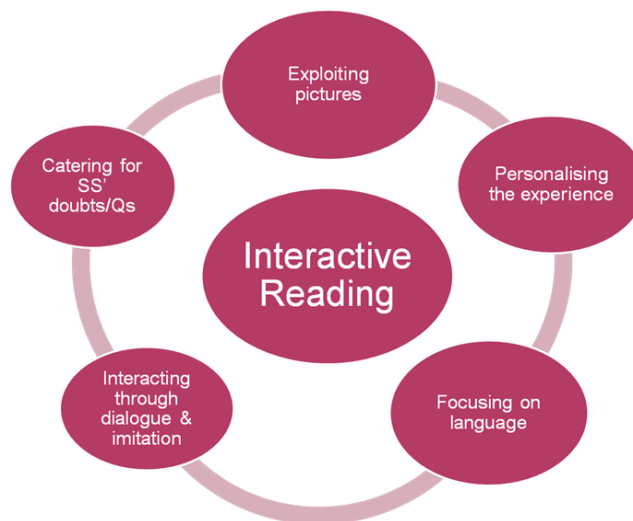 Exploiting
pictures
Personalising
the experience
Focusing on
language
Interacting
through
dialogue &
imitation
Catering for
SS'
doubts/Qs
Interactive
Reading